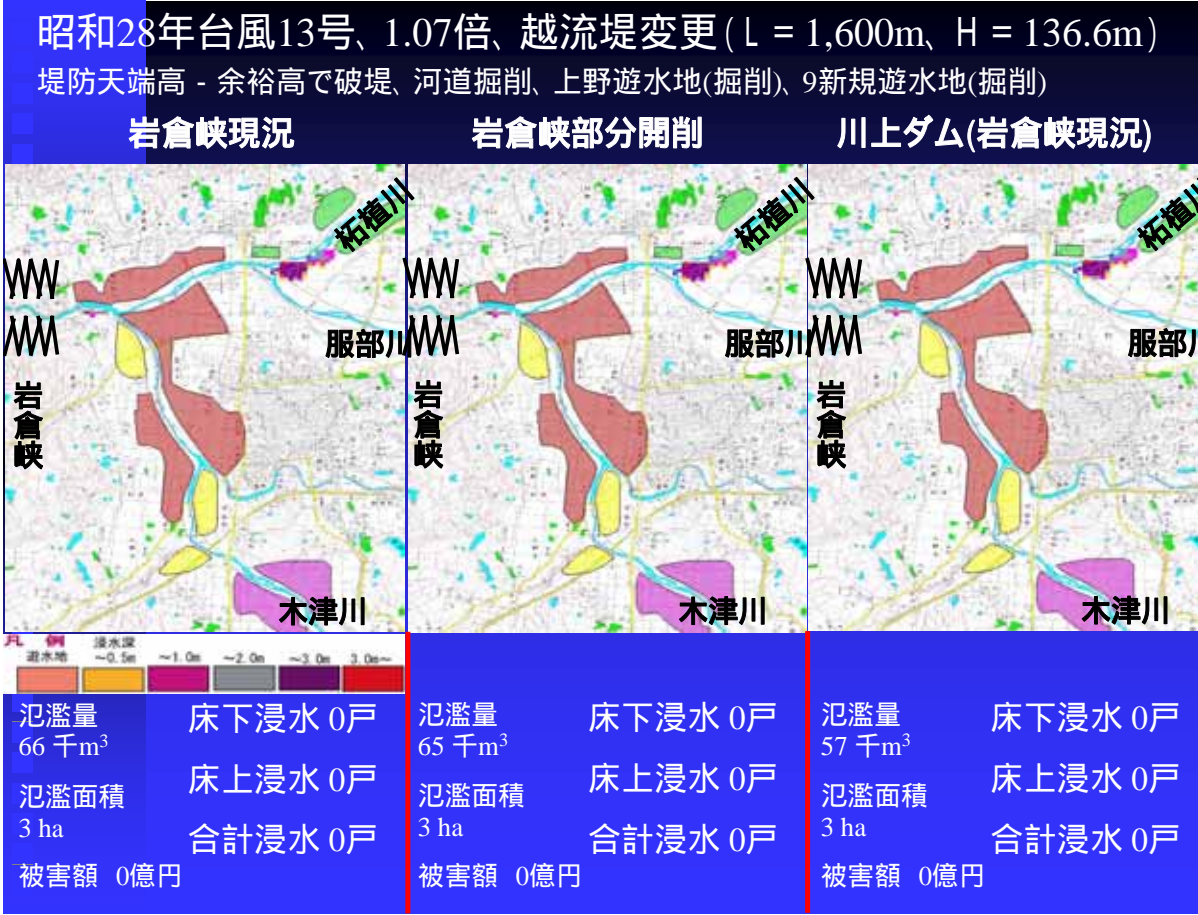 昭和28年台風13号、1.07倍、越流堤変更(L = 1,600m、H = 136.6m)
堤防天端高 - 余裕高で破堤、河道掘削、上野遊水地(掘削)、9新規遊水地(掘削)
岩倉峡現況
岩倉峡部分開削
川上ダム(岩倉峡現況)
柘植川
服部川
岩倉峡
木津川
柘植川
服部川
岩倉峡
木津川
柘植川
服部川
岩倉峡
木津川
凡 例
遊水地
浸水深
~0.5m
~1.0m
~2.0m
~3.0m
3.0m~
氾濫量
66 千m³
氾濫面積
3 ha
床下浸水 0戸
床上浸水 0戸
合計浸水 0戸
被害額 0億円
氾濫量
65 千m³
氾濫面積
3 ha
床下浸水 0戸
床上浸水 0戸
合計浸水 0戸
被害額 0億円
氾濫量
57 千m³
氾濫面積
3 ha
床下浸水 0戸
床上浸水 0戸
合計浸水 0戸
被害額 0億円